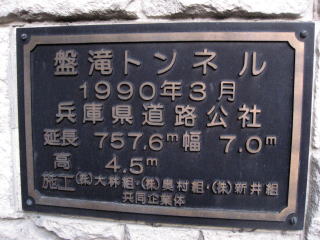 盤滝トンネル
1990年3月
兵庫県道路公社
延長 757.6m 幅 7.0m
高 4.5m
施工 (株)大林組・(株)奥村組・(株)新井組
共同企業体